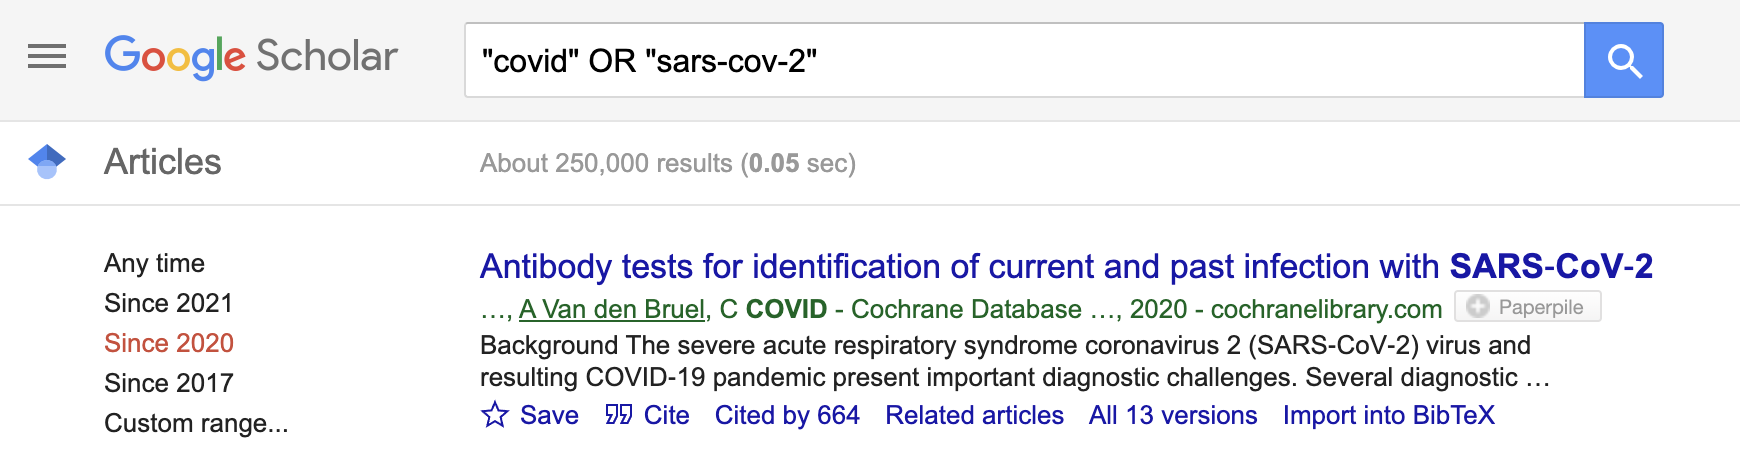 Google Scholar
"covid" OR "sars-cov-2"
Articles
About 250,000 results (0.05 sec)
Any time
Since 2021
Since 2020
Since 2017
Custom range...
Antibody tests for identification of current and past infection with SARS-CoV-2
…, A Van den Bruel, C COVID - Cochrane Database …, 2020 - cochranelibrary.com
Paperpile
Background The severe acute respiratory syndrome coronavirus 2 (SARS-CoV-2) virus and
resulting COVID-19 pandemic present important diagnostic challenges. Several diagnostic …
Save Cite Cited by 664 Related articles All 13 versions Import into BibTeX